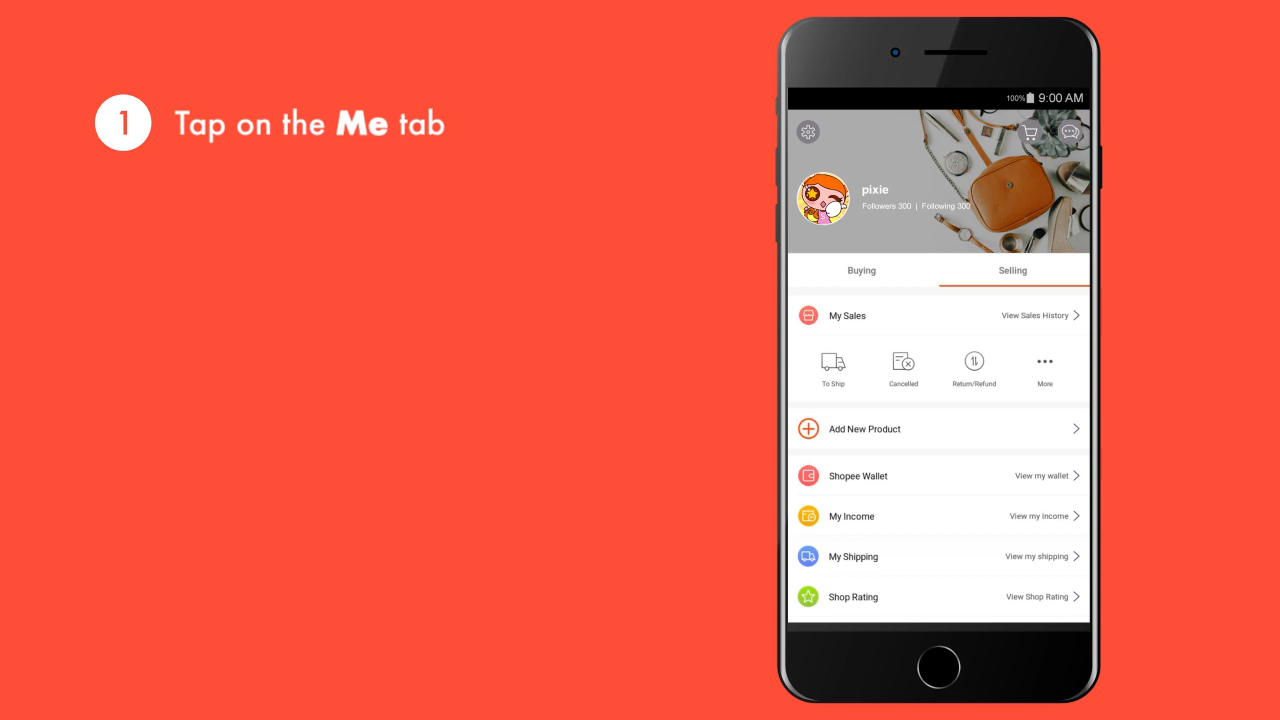 1 Tap on the Me tab
100% 9:00 AM
pixie
Followers 300 | Following 300
Buying Selling
My Sales View Sales History
To Ship Cancelled Return/Refund More
Add New Product
Shopee Wallet View my wallet
My Income View my income
My Shipping View my shipping
Shop Rating View Shop Rating